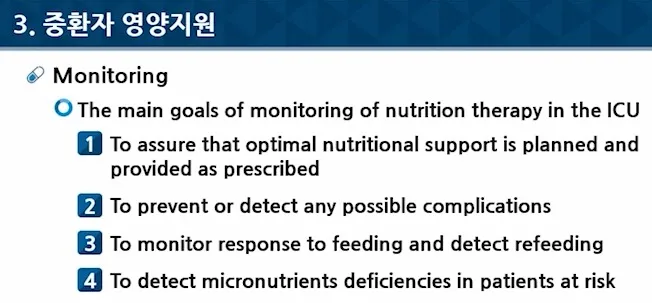 3. 중환자 영양지원
Monitoring
The main goals of monitoring of nutrition therapy in the ICU
1 To assure that optimal nutritional support is planned and
provided as prescribed
2 To prevent or detect any possible complications
3 To monitor response to feeding and detect refeeding
4 To detect micronutrients deficiencies in patients at risk